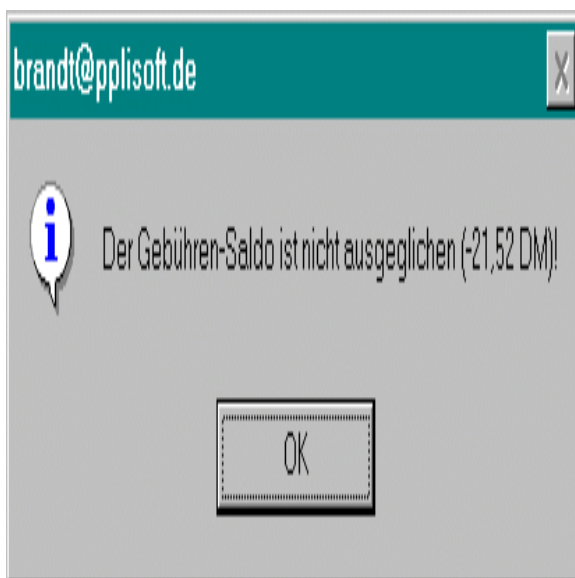 brandt@pplisoft.de
Der Gebühren-Saldo ist nicht ausgeglichen (-21,52 DM)!
OK